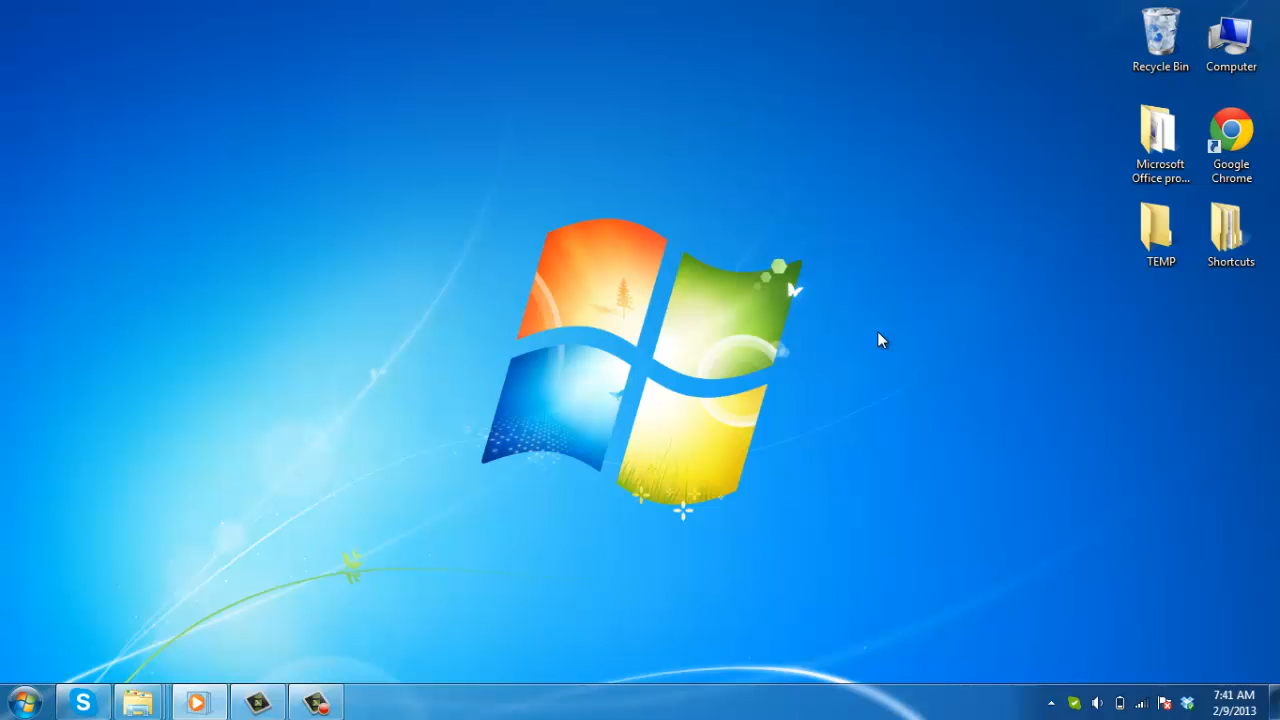 Recycle Bin
Computer
Microsoft
Office pro...
Google
Chrome
TEMP
Shortcuts
S
7:41 AM
2/9/2013